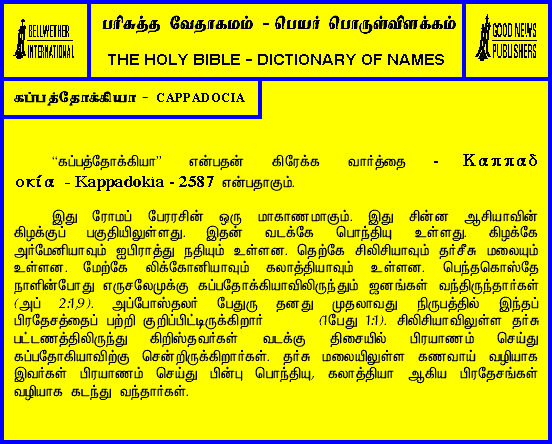 BELLWETHER
INTERNATIONAL
பரிசுத்த வேதாகமம் - பெயர் பொருள்விளக்கம்
THE HOLY BIBLE - DICTIONARY OF NAMES
GOOD NEWS
PUBLISHERS
கப்பத்தோக்கியா - CAPPADOCIA
“கப்பத்தோக்கியா” என்பதன் கிரேக்க வார்த்தை - Καππαδ
οκία - Kappadokia - 2587 என்பதாகும்.
இது ரோமப் பேரரசின் ஒரு மாகாணமாகும். இது சின்ன ஆசியாவின்
கிழக்குப் பகுதியிலுள்ளது. இதன் வடக்கே பொந்தியு உள்ளது. கிழக்கே
அர்மேனியாவும் ஐபிராத்து நதியும் உள்ளன. தெற்கே சிலிசியாவும் தர்சீசு மலையும்
உள்ளன. மேற்கே லிக்கோனியாவும் கலாத்தியாவும் உள்ளன. பெந்தகொஸ்தே
நாளின்போது எருசலேமுக்கு கப்பதோக்கியாவிலிருந்தும் ஜனங்கள் வந்திருந்தார்கள்
(அப் 2:1,9). அப்போஸ்தலர் பேதுரு தனது முதலாவது நிருபத்தில் இந்தப்
பிரதேசத்தைப் பற்றி குறிப்பிட்டிருக்கிறார் (1பேது 1:1). சிலிசியாவிலுள்ள தர்சு
பட்டணத்திலிருந்து கிறிஸ்தவர்கள் வடக்கு திசையில் பிரயாணம் செய்து
கப்பதோகியாவிற்கு சென்றிருக்கிறார்கள். தர்சு மலையிலுள்ள கணவாய் வழியாக
இவர்கள் பிரயாணம் செய்து பின்பு பொந்தியு, கலாத்தியா ஆகிய பிரதேசங்கள்
வழியாக கடந்து வந்தார்கள்.